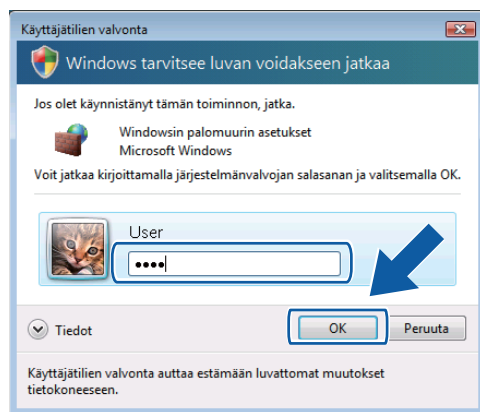 Käyttäjätilien valvonta
Windows tarvitsee luvan voidakseen jatkaa
Jos olet käynnistänyt tämän toiminnon, jatka.
Windowsin palomuurin asetukset
Microsoft Windows
Voit jatkaa kirjoittamalla järjestelmänvalvojan salasanan ja valitsemalla OK.
User
••••
Tiedot
OK
Peruuta
Käyttäjätilien valvonta auttaa estämään luvattomat muutokset
tietokoneeseen.